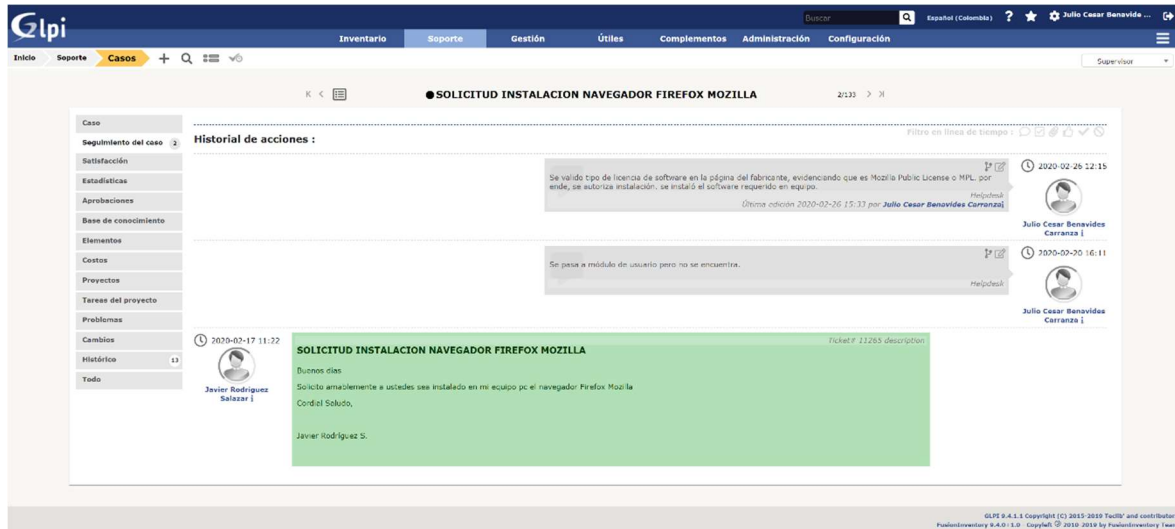 Glpi
Buscar
Español (Colombia)
?
Julio Cesar Benavide ...
Inventario
Soporte
Gestión
Útiles
Complementos
Administración
Configuración
Inicio
Soporte
Casos
Supervisor
SOLICITUD INSTALACION NAVEGADOR FIREFOX MOZILLA
2/133
Caso
Seguimiento del caso 2
Satisfacción
Estadísticas
Aprobaciones
Base de conocimiento
Elementos
Costos
Proyectos
Tareas del proyecto
Problemas
Cambios
Histórico 13
Todo
Historial de acciones :
Filtro en línea de tiempo :
Se valido tipo de licencia de software en la página del fabricante, evidenciando que es Mozilla Public License o MPL, por
ende, se autoriza instalación. se instaló el software requerido en equipo.
Helpdesk
Última edición 2020-02-26 15:33 por Julio Cesar Benavides Carranza
2020-02-26 12:15
Julio Cesar Benavides
Carranza
Se pasa a módulo de usuario pero no se encuentra.
Helpdesk
2020-02-20 16:11
Julio Cesar Benavides
Carranza
2020-02-17 11:22
Javier Rodriguez
Salazar
Ticket# 11265 description
SOLICITUD INSTALACION NAVEGADOR FIREFOX MOZILLA
Buenos dias
Solicito amablemente a ustedes sea instalado en mi equipo pc el navegador Firefox Mozilla
Cordial Saludo,
Javier Rodríguez S.
GLPI 9.4.1.1 Copyright (C) 2015-2019 Teclib' and contributor
FusionInventory 9.4.0+1.0 Copyleft 2010-2019 by FusionInventory Team